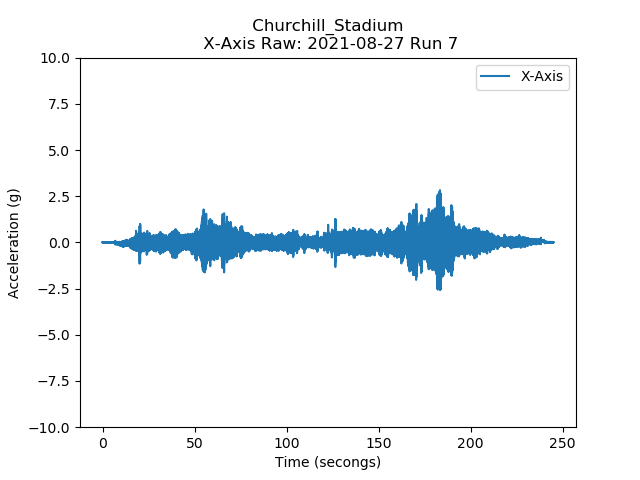 Churchill_Stadium
X-Axis Raw: 2021-08-27 Run 7
X-Axis
10.0
7.5
5.0
2.5
0.0
−2.5
−5.0
−7.5
−10.0
Acceleration (g)
0 50 100 150 200 250
Time (secongs)